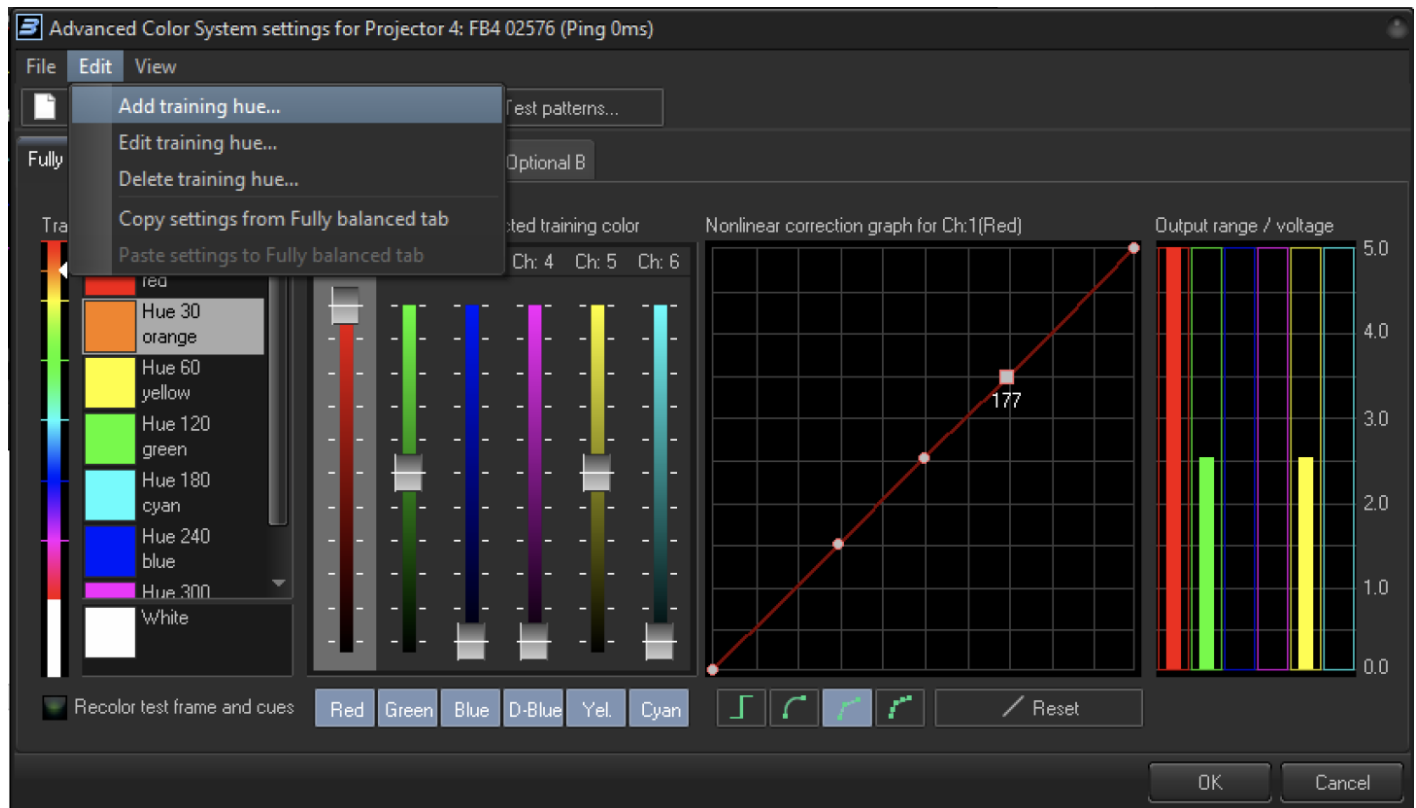 Advanced Color System settings for Projector 4: FB4 02576 (Ping 0ms)
File Edit View
Add training hue...
Test patterns...
Edit training hue...
Fully
Optional B
Delete training hue...
Copy settings from Fully balanced tab
Tra
cted training color
Nonlinear correction graph for Ch:1(Red)
Output range / voltage
Paste settings to Fully balanced tab
Ch: 4 Ch: 5 Ch: 6
5.0
red
Hue 30
orange
4.0
Hue 60
yellow
177
Hue 120
green
3.0
Hue 180
cyan
2.0
Hue 240
blue
Hue 300
1.0
White
0.0
Recolor test frame and cues
Red Green Blue D-Blue Yel. Cyan
Reset
OK Cancel